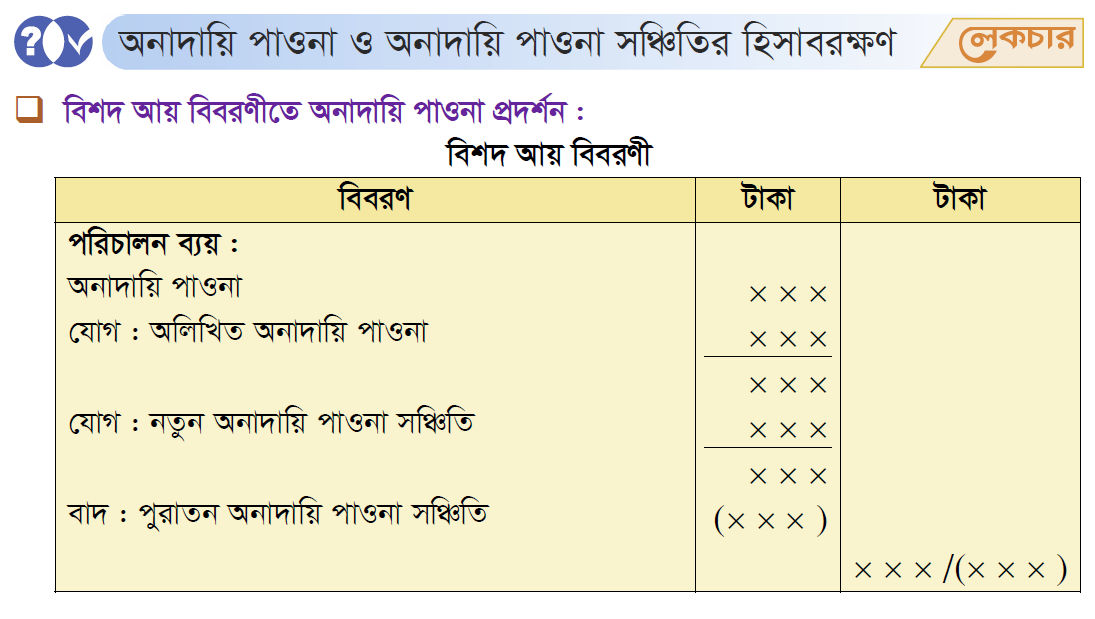 অনাদায়ি পাওনা ও অনাদায়ি পাওনা সঞ্চিতির হিসাবরক্ষণ
লেকচার
বিশদ আয় বিবরণীতে অনাদায়ি পাওনা প্রদর্শন :
বিশদ আয় বিবরণী
বিবরণ টাকা টাকা
পরিচালন ব্যয় :
অনাদায়ি পাওনা × × ×
যোগ : অলিখিত অনাদায়ি পাওনা × × ×
× × ×
যোগ : নতুন অনাদায়ি পাওনা সঞ্চিতি × × ×
× × ×
বাদ : পুরাতন অনাদায়ি পাওনা সঞ্চিতি (× × × )
× × × /(× × × )